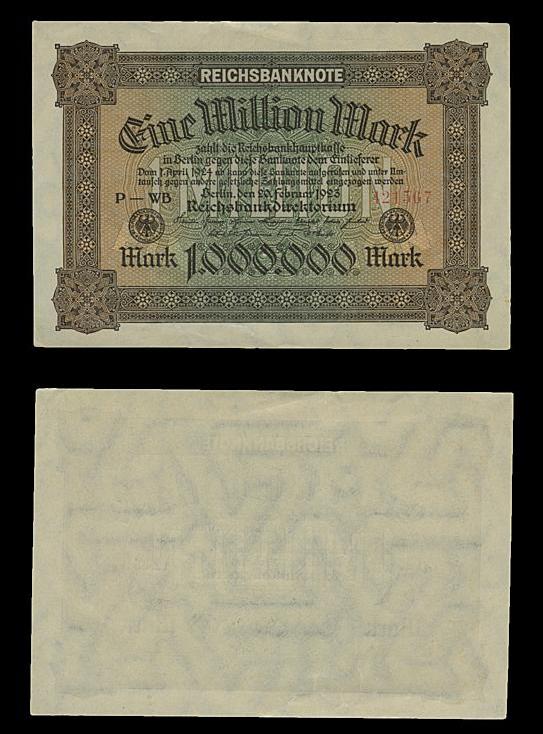 REICHSBANKNOTE
Eine Million Mark
zahlt die Reichsbankhauptkasse
in Berlin gegen diese Banknote dem Einlieferer
Vom 1. April 1924 ab kann diese Banknote aufgerufen und unter Um-
tausch gegen andere gesetzliche Zahlungsmittel eingezogen werden
Berlin, den 20. Februar 1923
P — WB 121567
Reichsbankdirektorium
Mark 1.000.000 Mark